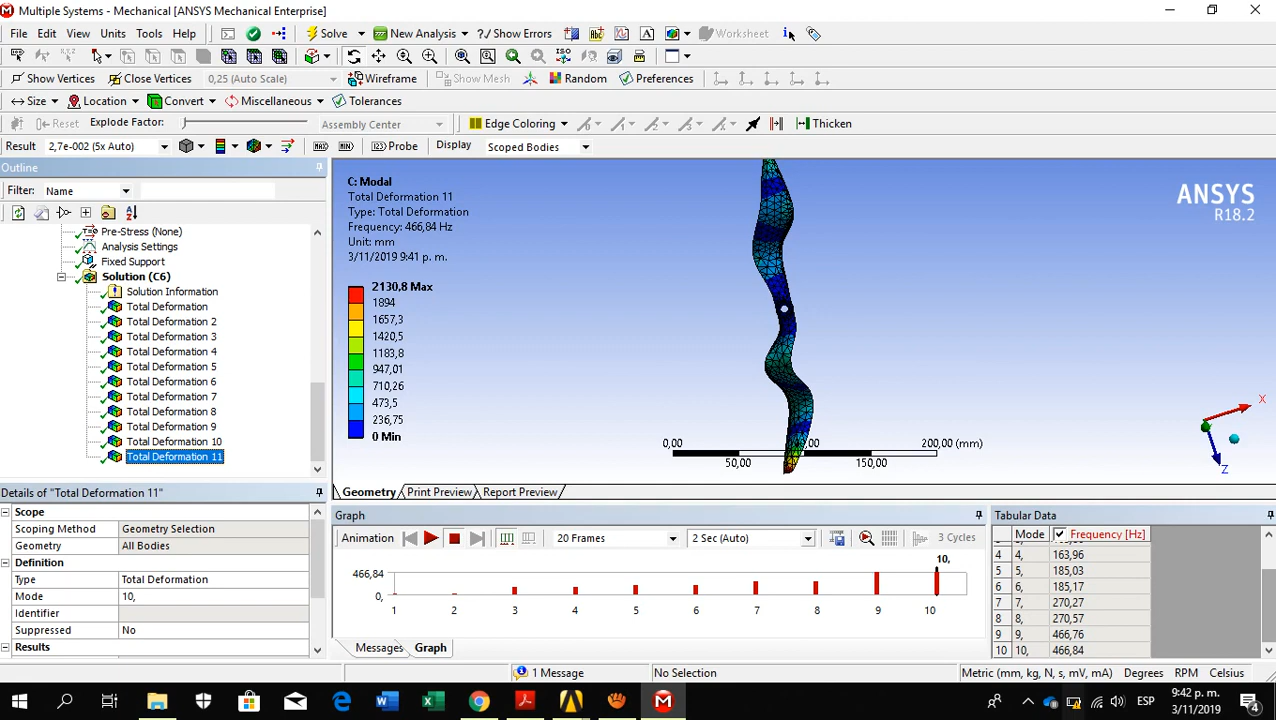 Multiple Systems - Mechanical [ANSYS Mechanical Enterprise]
File Edit View Units Tools Help Solve New Analysis ?/ Show Errors Worksheet
Show Vertices Close Vertices 0,25 (Auto Scale) Wireframe Show Mesh Random Preferences
Size Location Convert Miscellaneous Tolerances
Reset Explode Factor: Assembly Center Edge Coloring Thicken
Result 2,7e-002 (5x Auto) Probe Display Scoped Bodies
Outline
Filter: Name
Pre-Stress (None)
Analysis Settings
Fixed Support
Solution (C6)
Solution Information
Total Deformation
Total Deformation 2
Total Deformation 3
Total Deformation 4
Total Deformation 5
Total Deformation 6
Total Deformation 7
Total Deformation 8
Total Deformation 9
Total Deformation 10
Total Deformation 11
Details of "Total Deformation 11"
Scope
Scoping Method Geometry Selection
Geometry All Bodies
Definition
Type Total Deformation
Mode 10,
Identifier
Suppressed No
Results
C: Modal
Total Deformation 11
Type: Total Deformation
Frequency: 466,84 Hz
Unit: mm
3/11/2019 9:41 p. m.
2130,8 Max
1894
1657,3
1420,5
1183,8
947,01
710,26
473,5
236,75
0 Min
ANSYS
R18.2
X
Z
0,00 200,00 (mm)
50,00 150,00
Geometry Print Preview Report Preview
Graph
Animation 20 Frames 2 Sec (Auto) 3 Cycles
10,
466,84
0,
1 2 3 4 5 6 7 8 9 10
Messages Graph
Tabular Data
Mode Frequency [Hz]
4 4, 163,96
5 5, 185,03
6 6, 185,17
7 7, 270,27
8 8, 270,57
9 9, 466,76
10 10, 466,84
1 Message No Selection Metric (mm, kg, N, s, mV, mA) Degrees RPM Celsius
ESP 9:42 p. m.
3/11/2019
4